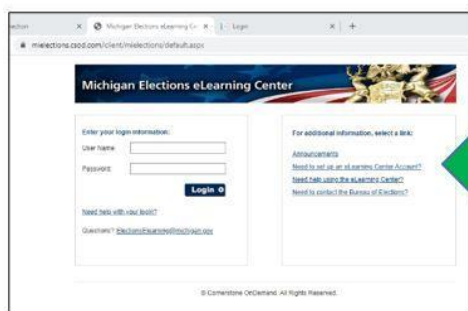 ection
Michigan Elections eLearning Ce
Login
mielections.csod.com/client/mielections/default.aspx
Michigan Elections eLearning Center
Enter your login information:
User Name
Password
Login
Need help with your login?
Questions? ElectionsElearning@michigan.gov
For additional information, select a link:
Announcements
Need to set up an eLearning Center Account?
Need help using the eLearning Center?
Need to contact the Bureau of Elections?
© Cornerstone OnDemand. All Rights Reserved.